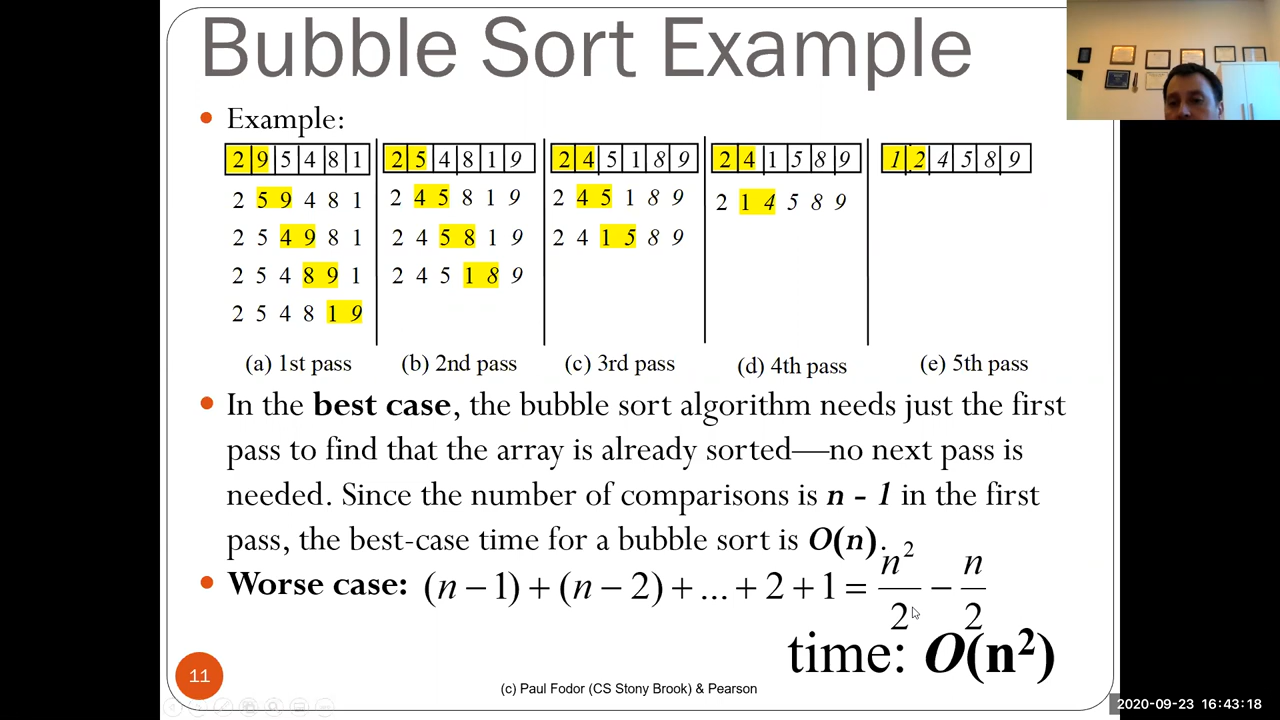 Bubble Sort Example
• Example:
2 9 5 4 8 1 | 2 5 4 8 1 9 | 2 4 5 1 8 9 | 2 4 1 5 8 9 | 1 2 4 5 8 9
2 5 9 4 8 1 | 2 4 5 8 1 9 | 2 4 5 1 8 9 | 2 1 4 5 8 9
2 5 4 9 8 1 | 2 4 5 8 1 9 | 2 4 1 5 8 9
2 5 4 8 9 1 | 2 4 5 1 8 9
2 5 4 8 1 9
(a) 1st pass (b) 2nd pass (c) 3rd pass (d) 4th pass (e) 5th pass
• In the best case, the bubble sort algorithm needs just the first
pass to find that the array is already sorted—no next pass is
needed. Since the number of comparisons is n - 1 in the first
pass, the best-case time for a bubble sort is O(n).
• Worse case: (n − 1) + (n − 2) + ... + 2 + 1 = n²/2 − n/2
time: O(n²)
11
(c) Paul Fodor (CS Stony Brook) & Pearson
2020-09-23 16:43:18